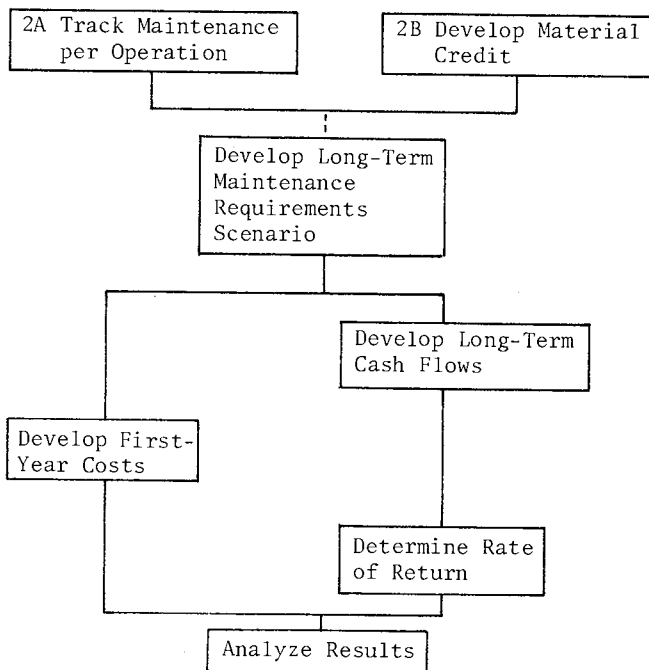 2A Track Maintenance
per Operation
2B Develop Material
Credit
Develop Long-Term
Maintenance
Requirements
Scenario
Develop Long-Term
Cash Flows
Develop First-
Year Costs
Determine Rate
of Return
Analyze Results